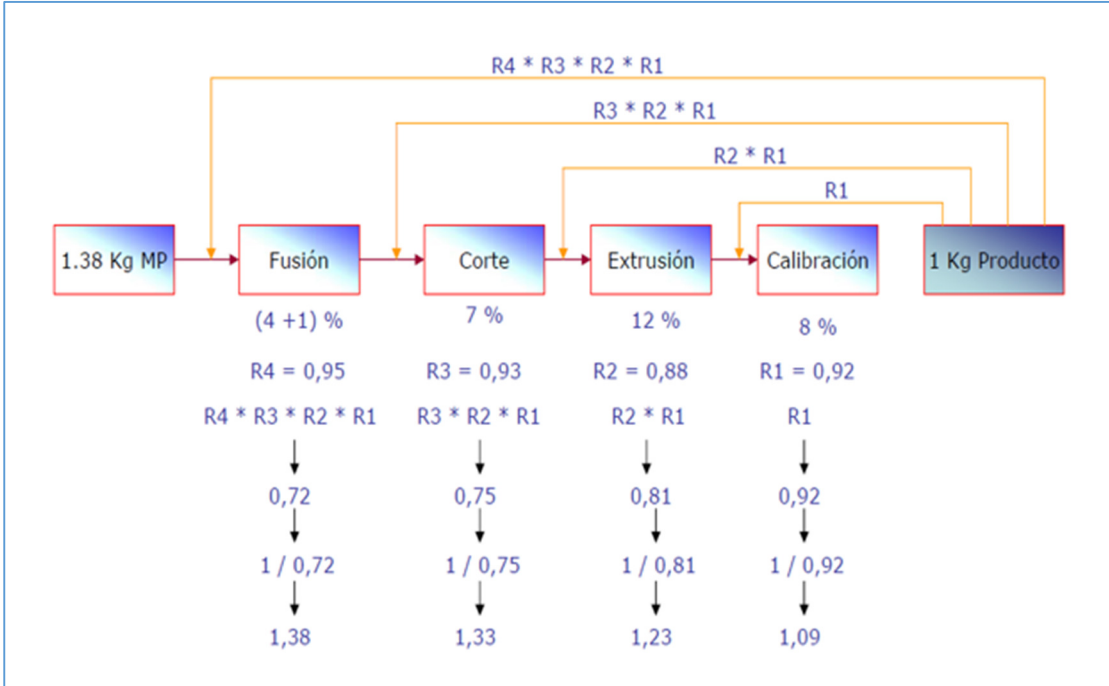 R4 * R3 * R2 * R1
R3 * R2 * R1
R2 * R1
R1
1.38 Kg MP
Fusión
Corte
Extrusión
Calibración
1 Kg Producto
(4 +1) %
7 %
12 %
8 %
R4 = 0,95
R3 = 0,93
R2 = 0,88
R1 = 0,92
R4 * R3 * R2 * R1
R3 * R2 * R1
R2 * R1
R1
0,72
0,75
0,81
0,92
1 / 0,72
1 / 0,75
1 / 0,81
1 / 0,92
1,38
1,33
1,23
1,09